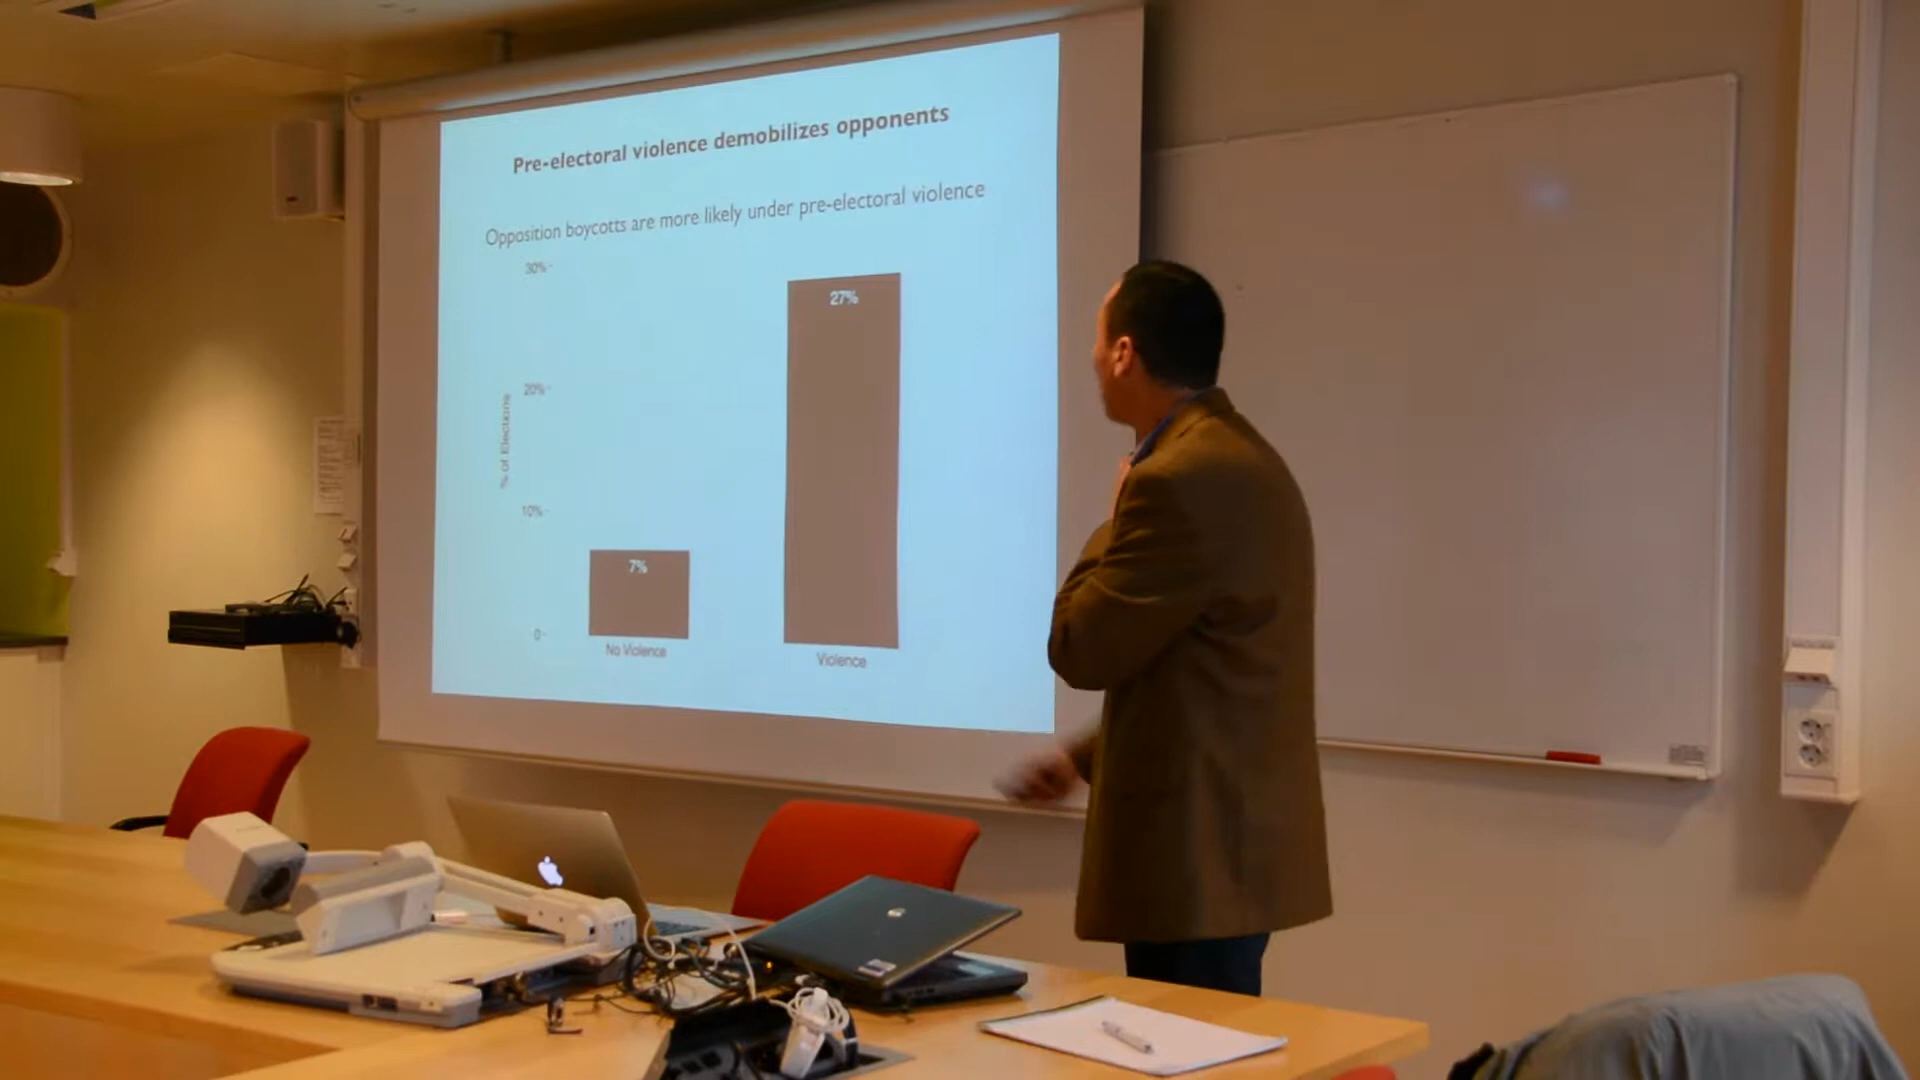 Pre-electoral violence demobilizes opponents
Opposition boycotts are more likely under pre-electoral violence
30%
27%
20%
% of Elections
10%
7%
0
No Violence
Violence